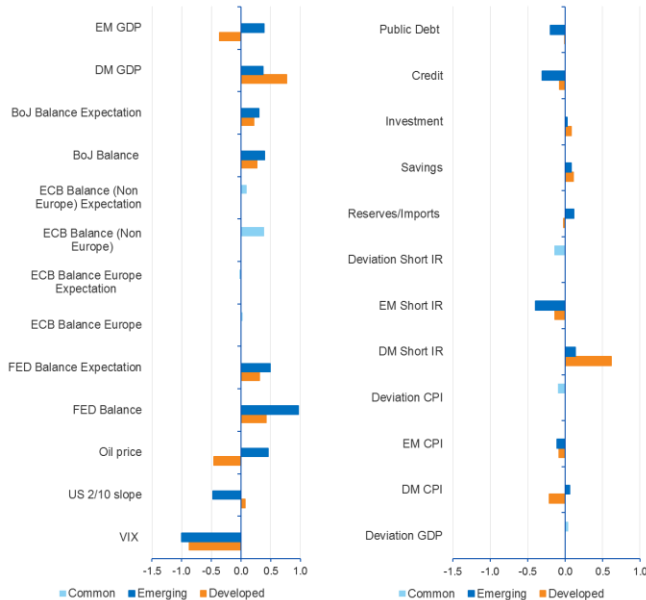 EM GDP
DM GDP
BoJ Balance Expectation
BoJ Balance
ECB Balance (Non
Europe) Expectation
ECB Balance (Non
Europe)
ECB Balance Europe
Expectation
ECB Balance Europe
FED Balance Expectation
FED Balance
Oil price
US 2/10 slope
VIX
-1.5 -1.0 -0.5 0.0 0.5 1.0
Common Emerging Developed
Public Debt
Credit
Investment
Savings
Reserves/Imports
Deviation Short IR
EM Short IR
DM Short IR
Deviation CPI
EM CPI
DM CPI
Deviation GDP
-1.5 -1.0 -0.5 0.0 0.5 1.0
Common Emerging Developed